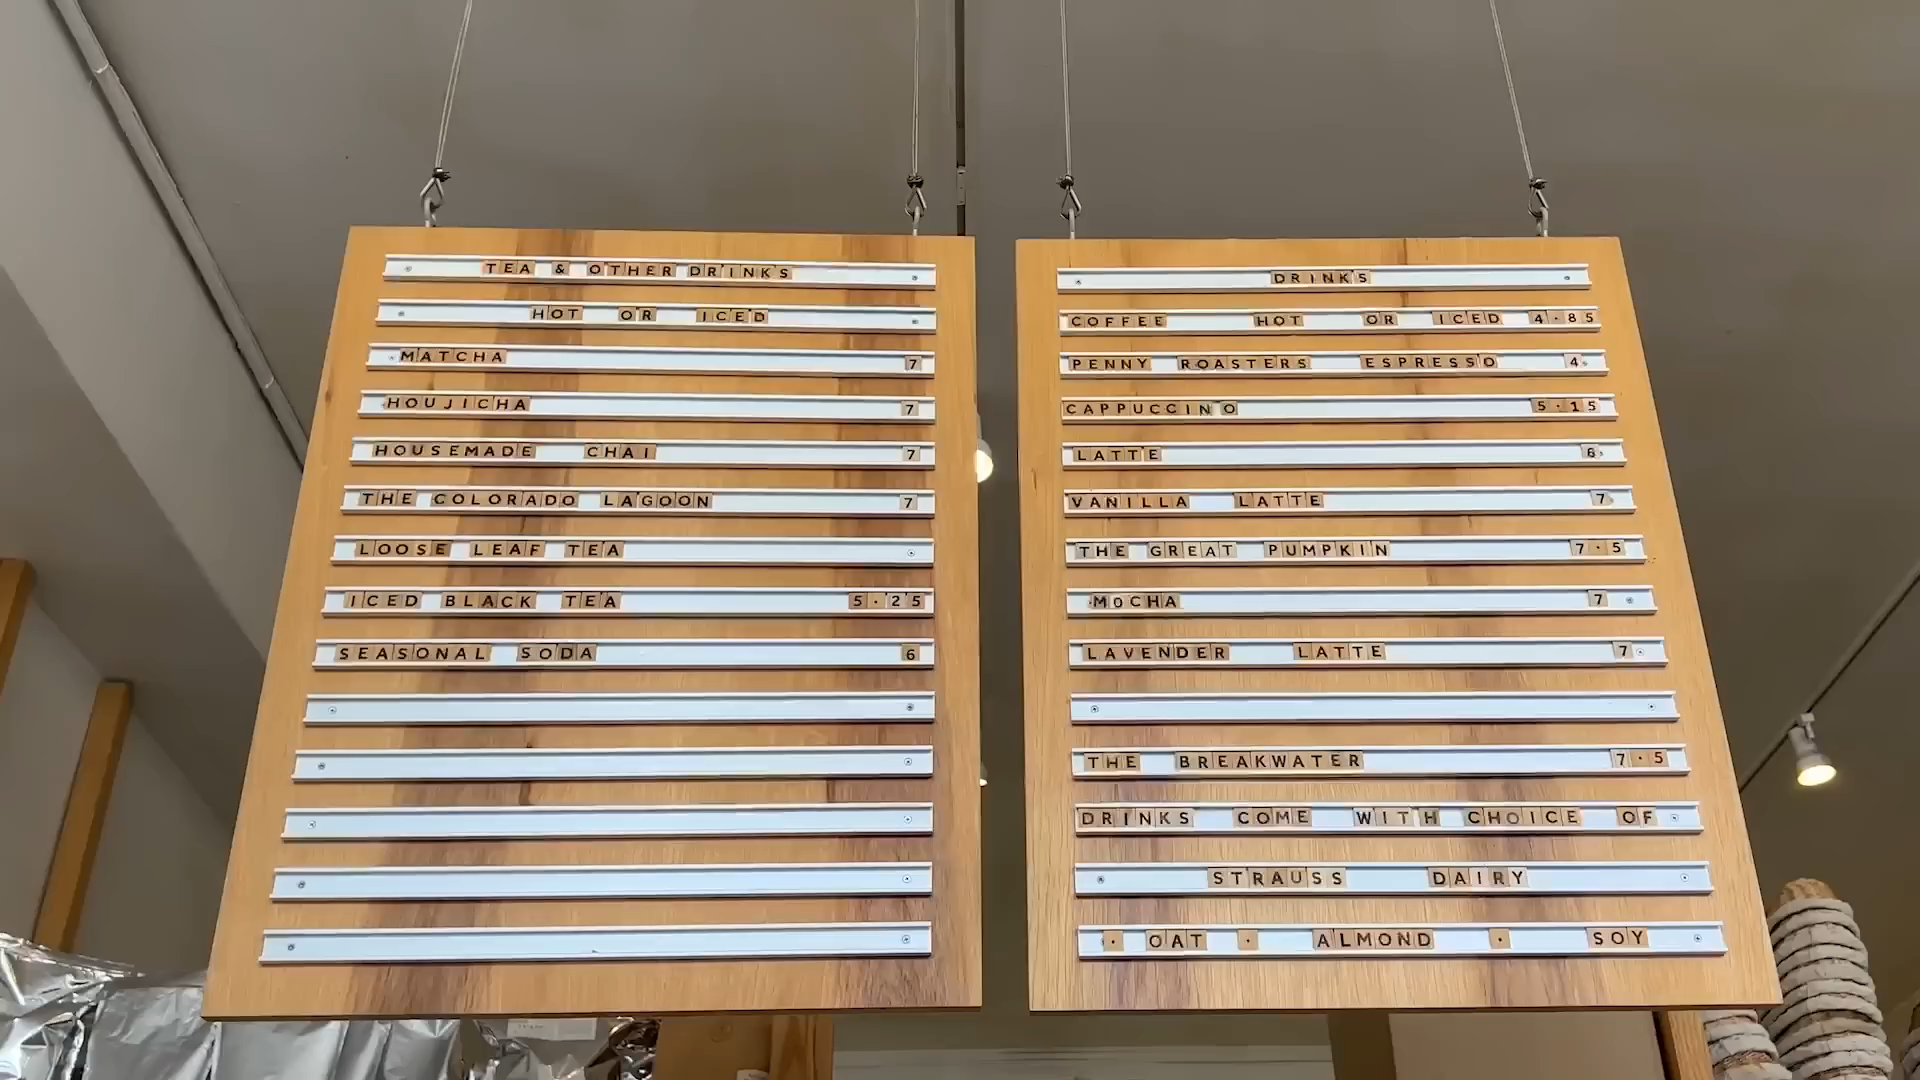 TEA & OTHER DRINKS
HOT OR ICED
MATCHA 7
HOUJICHA 7
HOUSEMADE CHAI 7
THE COLORADO LAGOON 7
LOOSE LEAF TEA
ICED BLACK TEA 5.25
SEASONAL SODA 6
DRINKS
COFFEE HOT OR ICED 4.85
PENNY ROASTERS ESPRESSO 4
CAPPUCCINO 5.15
LATTE 6
VANILLA LATTE 7
THE GREAT PUMPKIN 7.5
MOCHA 7
LAVENDER LATTE 7
THE BREAKWATER 7.5
DRINKS COME WITH CHOICE OF
STRAUSS DAIRY
· OAT · ALMOND · SOY